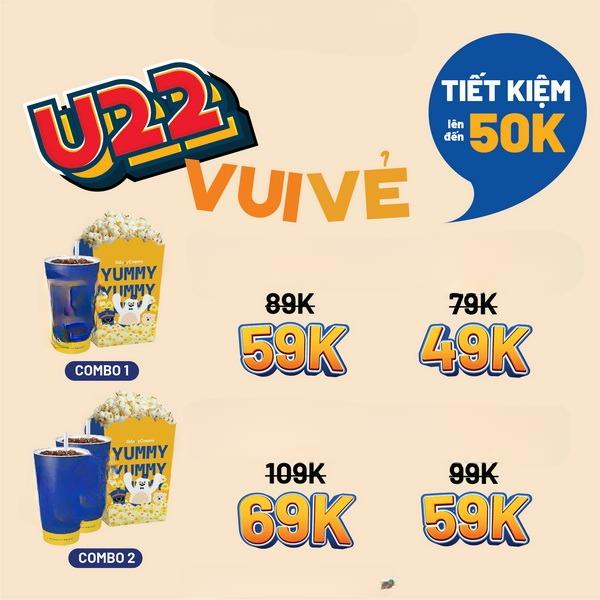 U22
VUI VẺ
TIẾT KIỆM
lên
đến
50K
YUMMY
YUMMY
89K
79K
59K
49K
COMBO 1
YUMMY
YUMMY
109K
99K
69K
59K
COMBO 2